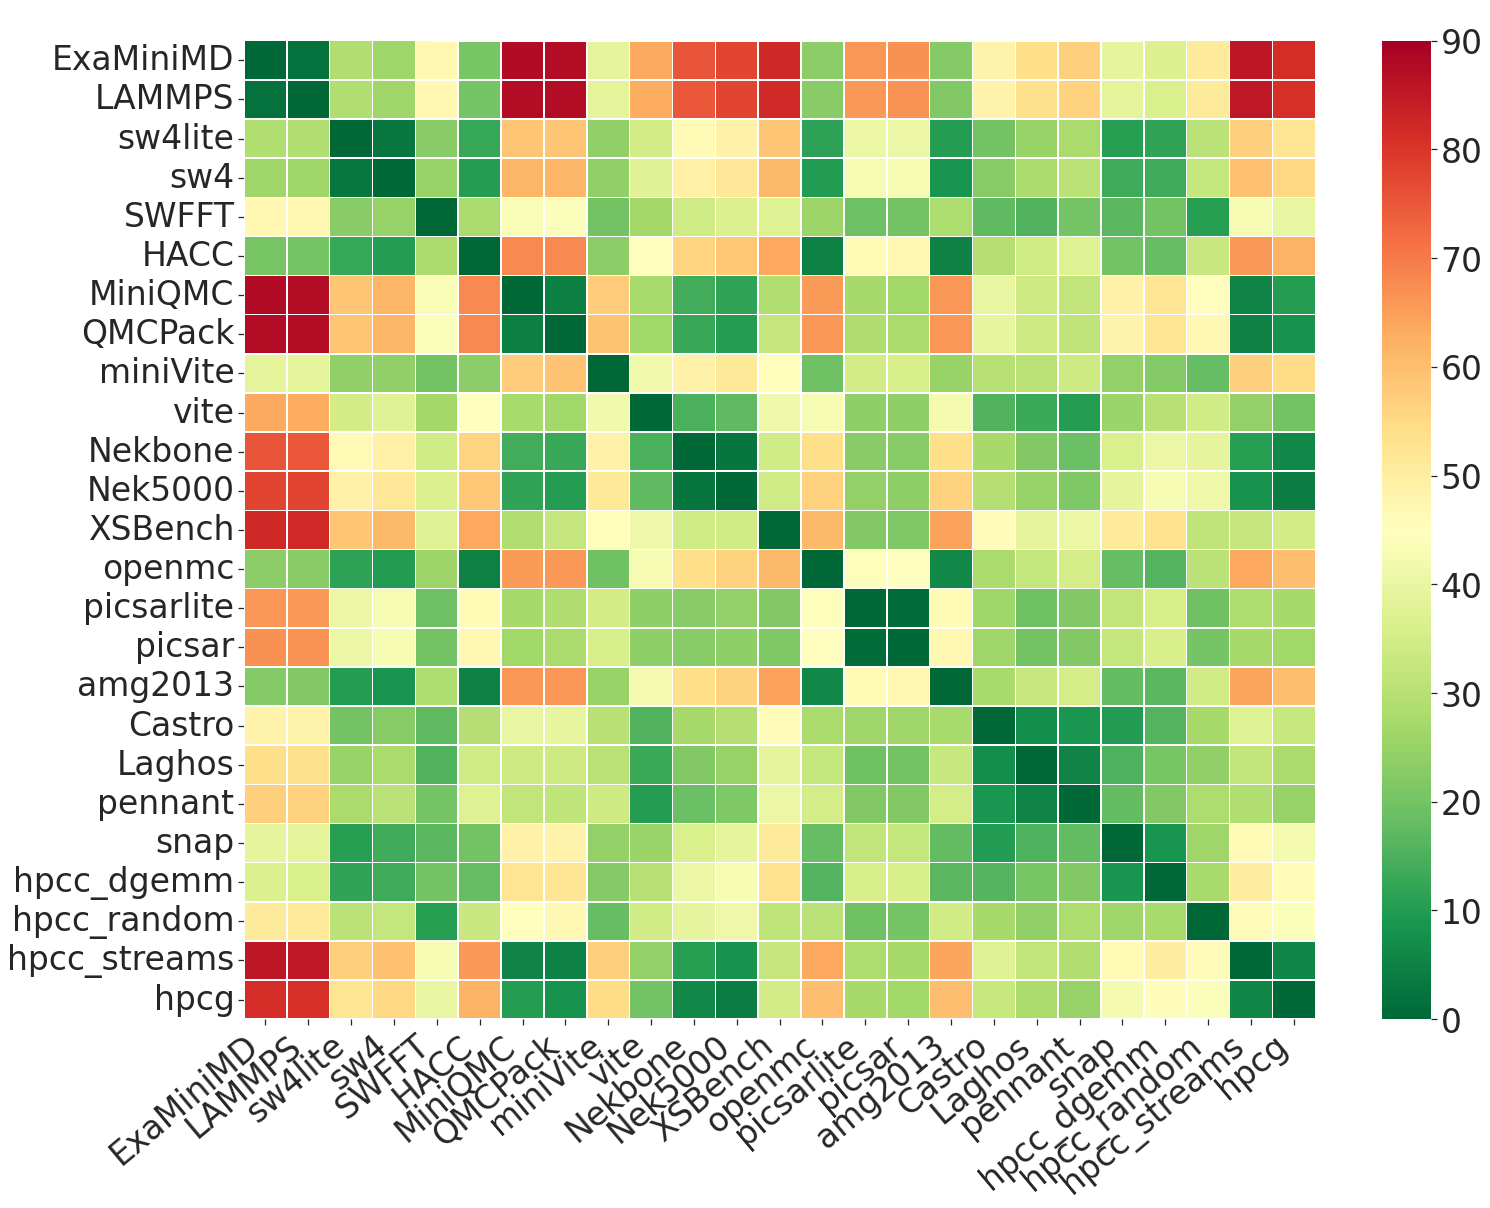 ExaMiniMD
LAMMPS
sw4lite
sw4
SWFFT
HACC
MiniQMC
QMCPack
miniVite
vite
Nekbone
Nek5000
XSBench
openmc
picsarlite
picsar
amg2013
Castro
Laghos
pennant
snap
hpcc_dgemm
hpcc_random
hpcc_streams
hpcg
ExaMiniMD
LAMMPS
sw4lite
sw4
SWFFT
HACC
MiniQMC
QMCPack
miniVite
vite
Nekbone
Nek5000
XSBench
openmc
picsarlite
picsar
amg2013
Castro
Laghos
pennant
snap
hpcc_dgemm
hpcc_random
hpcc_streams
hpcg
90
80
70
60
50
40
30
20
10
0